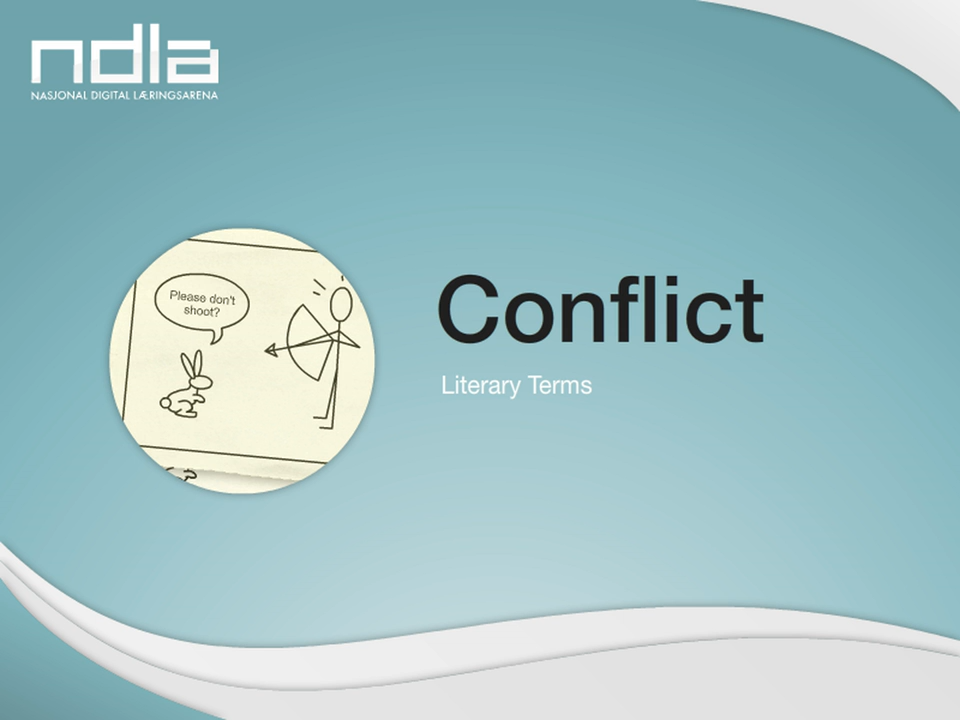 ndla
NASJONAL DIGITAL LÆRINGSARENA
Please don't
shoot?
Conflict
Literary Terms